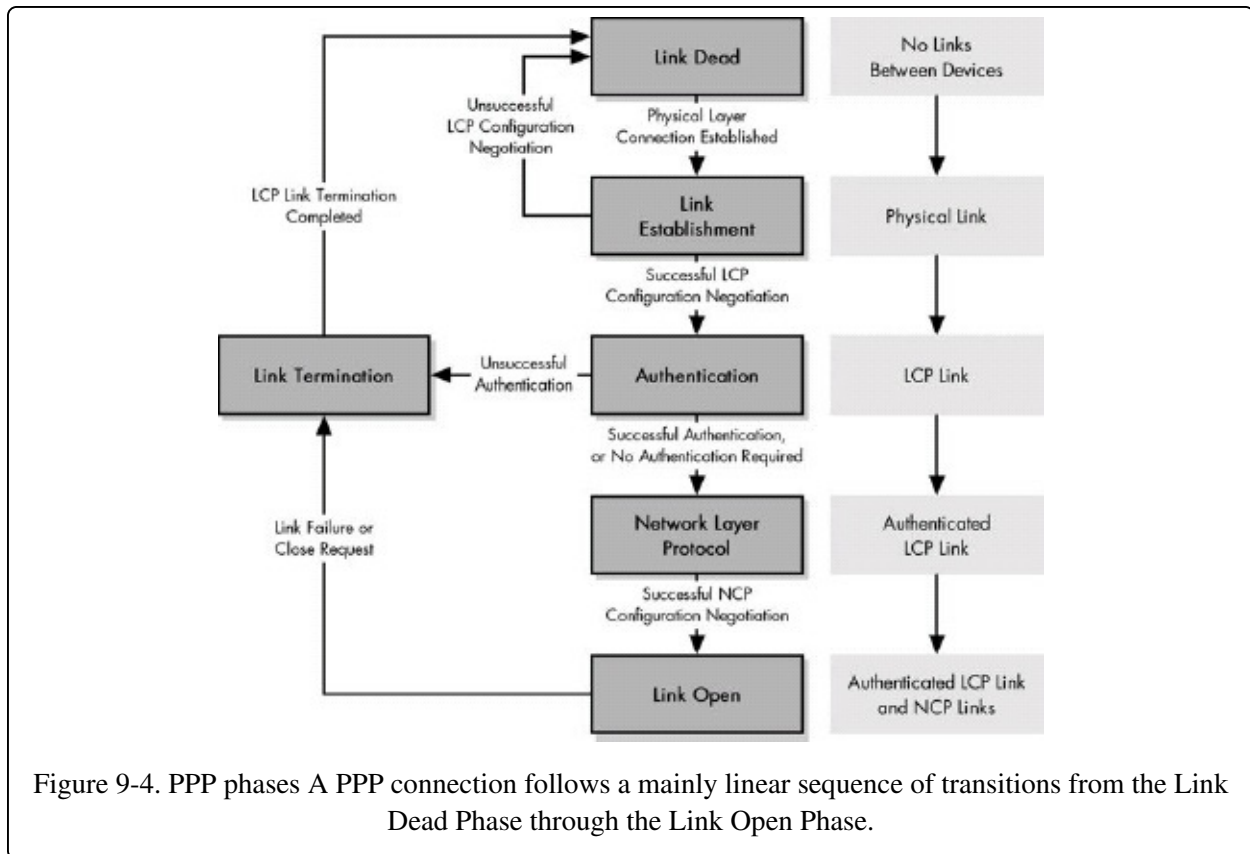 Link Dead
No Links
Between Devices
Unsuccessful
LCP Configuration
Negotiation
Physical Layer
Connection Established
LCP Link Termination
Completed
Link
Establishment
Physical Link
Successful LCP
Configuration Negotiation
Link Termination
Unsuccessful
Authentication
Authentication
LCP Link
Successful Authentication,
or No Authentication Required
Link Failure or
Close Request
Network Layer
Protocol
Authenticated
LCP Link
Successful NCP
Configuration Negotiation
Link Open
Authenticated LCP Link
and NCP Links
Figure 9-4. PPP phases A PPP connection follows a mainly linear sequence of transitions from the Link
Dead Phase through the Link Open Phase.